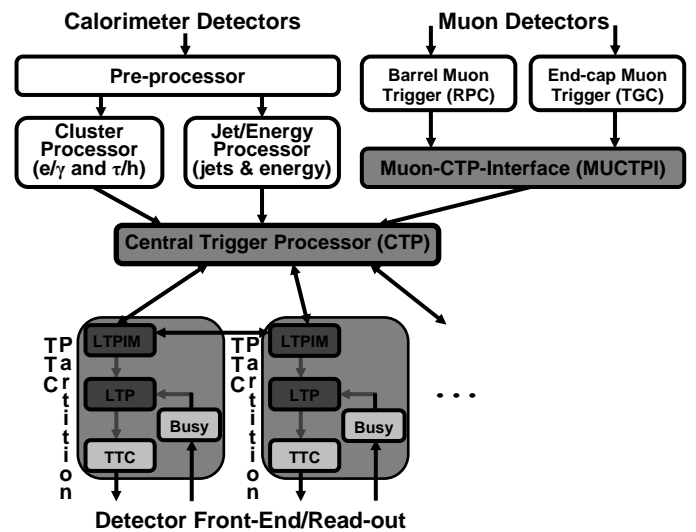 Calorimeter Detectors
Muon Detectors
Pre-processor
Barrel Muon
Trigger (RPC)
End-cap Muon
Trigger (TGC)
Cluster
Processor
(e/γ and τ/h)
Jet/Energy
Processor
(jets & energy)
Muon-CTP-Interface (MUCTPI)
Central Trigger Processor (CTP)
TTC
Partition
LTPIM
LTP
Busy
TTC
TTC
Partition
LTPIM
LTP
Busy
TTC
...
Detector Front-End/Read-out